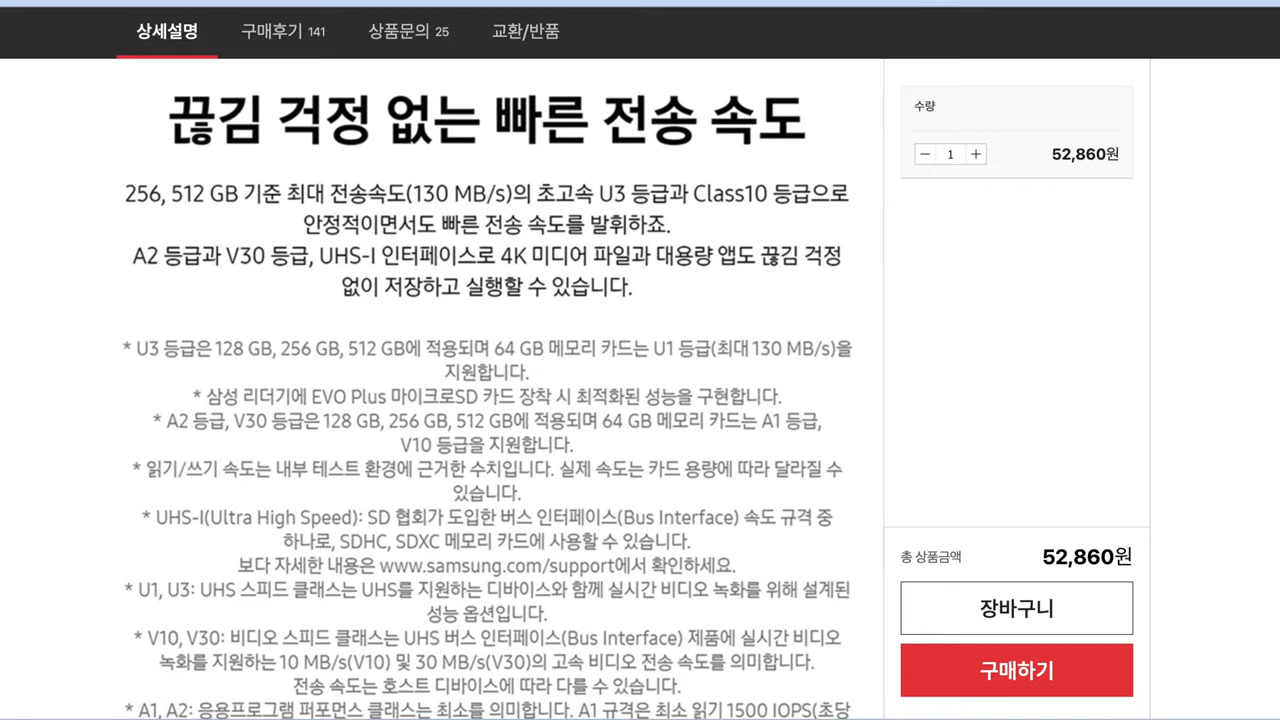 상세설명 구매후기 141 상품문의 25 교환/반품
끊김 걱정 없는 빠른 전송 속도
256, 512 GB 기준 최대 전송속도(130 MB/s)의 초고속 U3 등급과 Class10 등급으로
안정적이면서도 빠른 전송 속도를 발휘하죠.
A2 등급과 V30 등급, UHS-I 인터페이스로 4K 미디어 파일과 대용량 앱도 끊김 걱정
없이 저장하고 실행할 수 있습니다.
* U3 등급은 128 GB, 256 GB, 512 GB에 적용되며 64 GB 메모리 카드는 U1 등급(최대 130 MB/s)을
지원합니다.
* 삼성 리더기에 EVO Plus 마이크로SD 카드 장착 시 최적화된 성능을 구현합니다.
* A2 등급, V30 등급은 128 GB, 256 GB, 512 GB에 적용되며 64 GB 메모리 카드는 A1 등급,
V10 등급을 지원합니다.
* 읽기/쓰기 속도는 내부 테스트 환경에 근거한 수치입니다. 실제 속도는 카드 용량에 따라 달라질 수
있습니다.
* UHS-I(Ultra High Speed): SD 협회가 도입한 버스 인터페이스(Bus Interface) 속도 규격 중
하나로, SDHC, SDXC 메모리 카드에 사용할 수 있습니다.
보다 자세한 내용은 www.samsung.com/support에서 확인하세요.
* U1, U3: UHS 스피드 클래스는 UHS를 지원하는 디바이스와 함께 실시간 비디오 녹화를 위해 설계된
성능 옵션입니다.
* V10, V30: 비디오 스피드 클래스는 UHS 버스 인터페이스(Bus Interface) 제품에 실시간 비디오
녹화를 지원하는 10 MB/s(V10) 및 30 MB/s(V30)의 고속 비디오 전송 속도를 의미합니다.
전송 속도는 호스트 디바이스에 따라 다를 수 있습니다.
* A1, A2: 응용프로그램 퍼포먼스 클래스는 최소를 의미합니다. A1 규격은 최소 읽기 1500 IOPS(초당
수량
− 1 + 52,860원
총 상품금액 52,860원
장바구니
구매하기